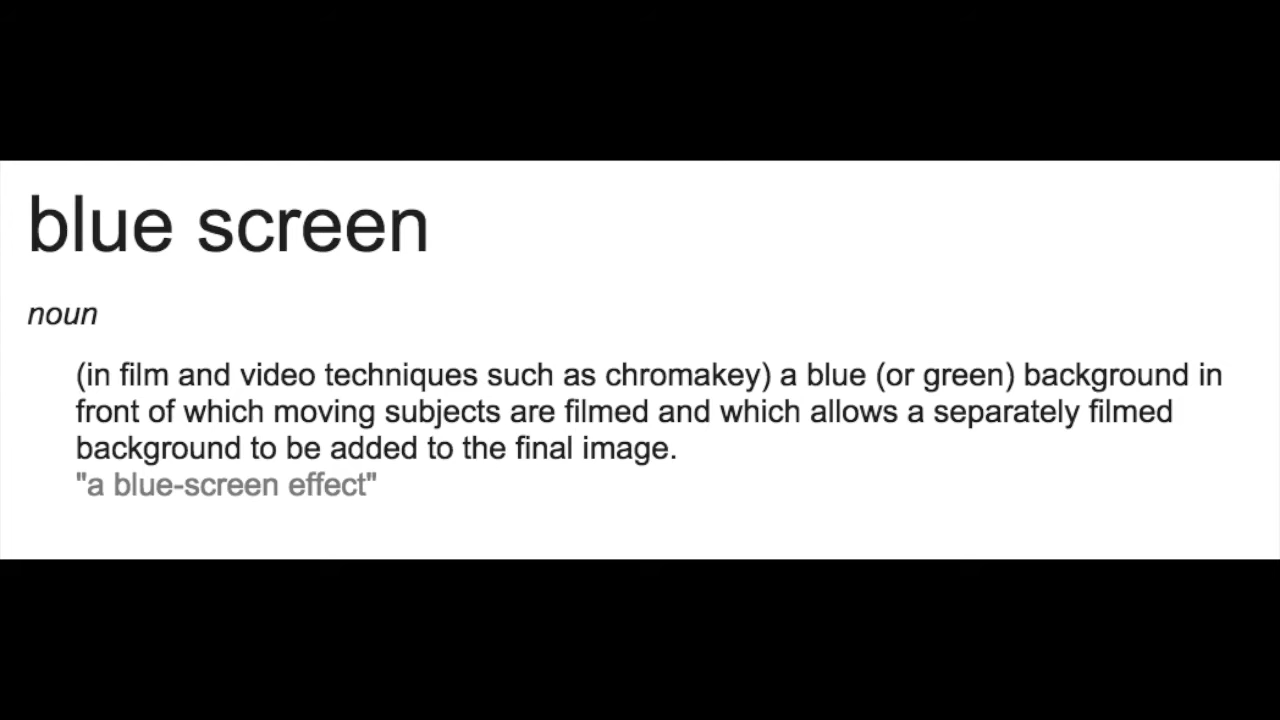 blue screen
noun
(in film and video techniques such as chromakey) a blue (or green) background in
front of which moving subjects are filmed and which allows a separately filmed
background to be added to the final image.
"a blue-screen effect"